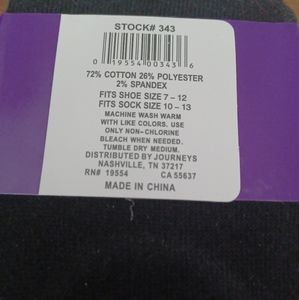 STOCK# 343
0 19554 00343 6
72% COTTON 26% POLYESTER
2% SPANDEX
FITS SHOE SIZE 7 - 12
FITS SOCK SIZE 10 - 13
MACHINE WASH WARM
WITH LIKE COLORS. USE
ONLY NON-CHLORINE
BLEACH WHEN NEEDED.
TUMBLE DRY MEDIUM.
DISTRIBUTED BY JOURNEYS
NASHVILLE, TN 37217
RN# 19554 CA 55637
MADE IN CHINA